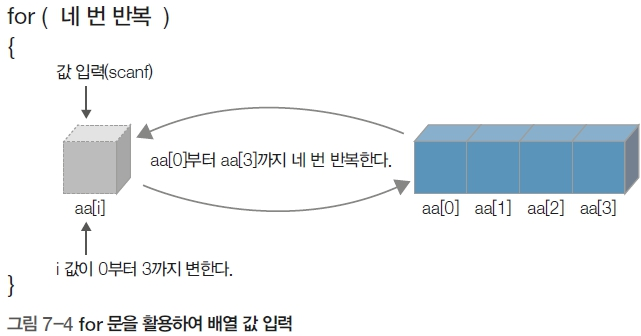 for ( 네 번 반복 )
{
값 입력(scanf)
aa[0]부터 aa[3]까지 네 번 반복한다.
aa[i]
aa[0] aa[1] aa[2] aa[3]
i 값이 0부터 3까지 변한다.
}
그림 7-4 for 문을 활용하여 배열 값 입력